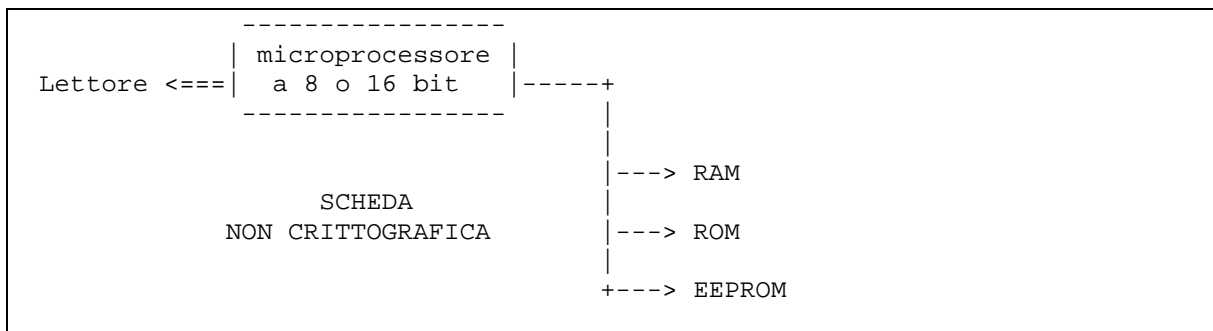 microprocessore
Lettore <===| a 8 o 16 bit |-----+
|---> RAM
SCHEDA
NON CRITTOGRAFICA |---> ROM
+---> EEPROM